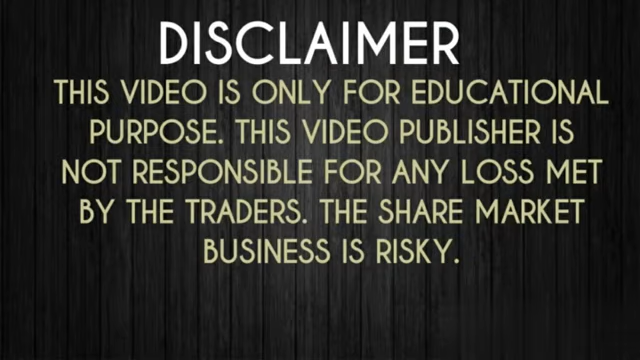 DISCLAIMER
THIS VIDEO IS ONLY FOR EDUCATIONAL
PURPOSE. THIS VIDEO PUBLISHER IS
NOT RESPONSIBLE FOR ANY LOSS MET
BY THE TRADERS. THE SHARE MARKET
BUSINESS IS RISKY.